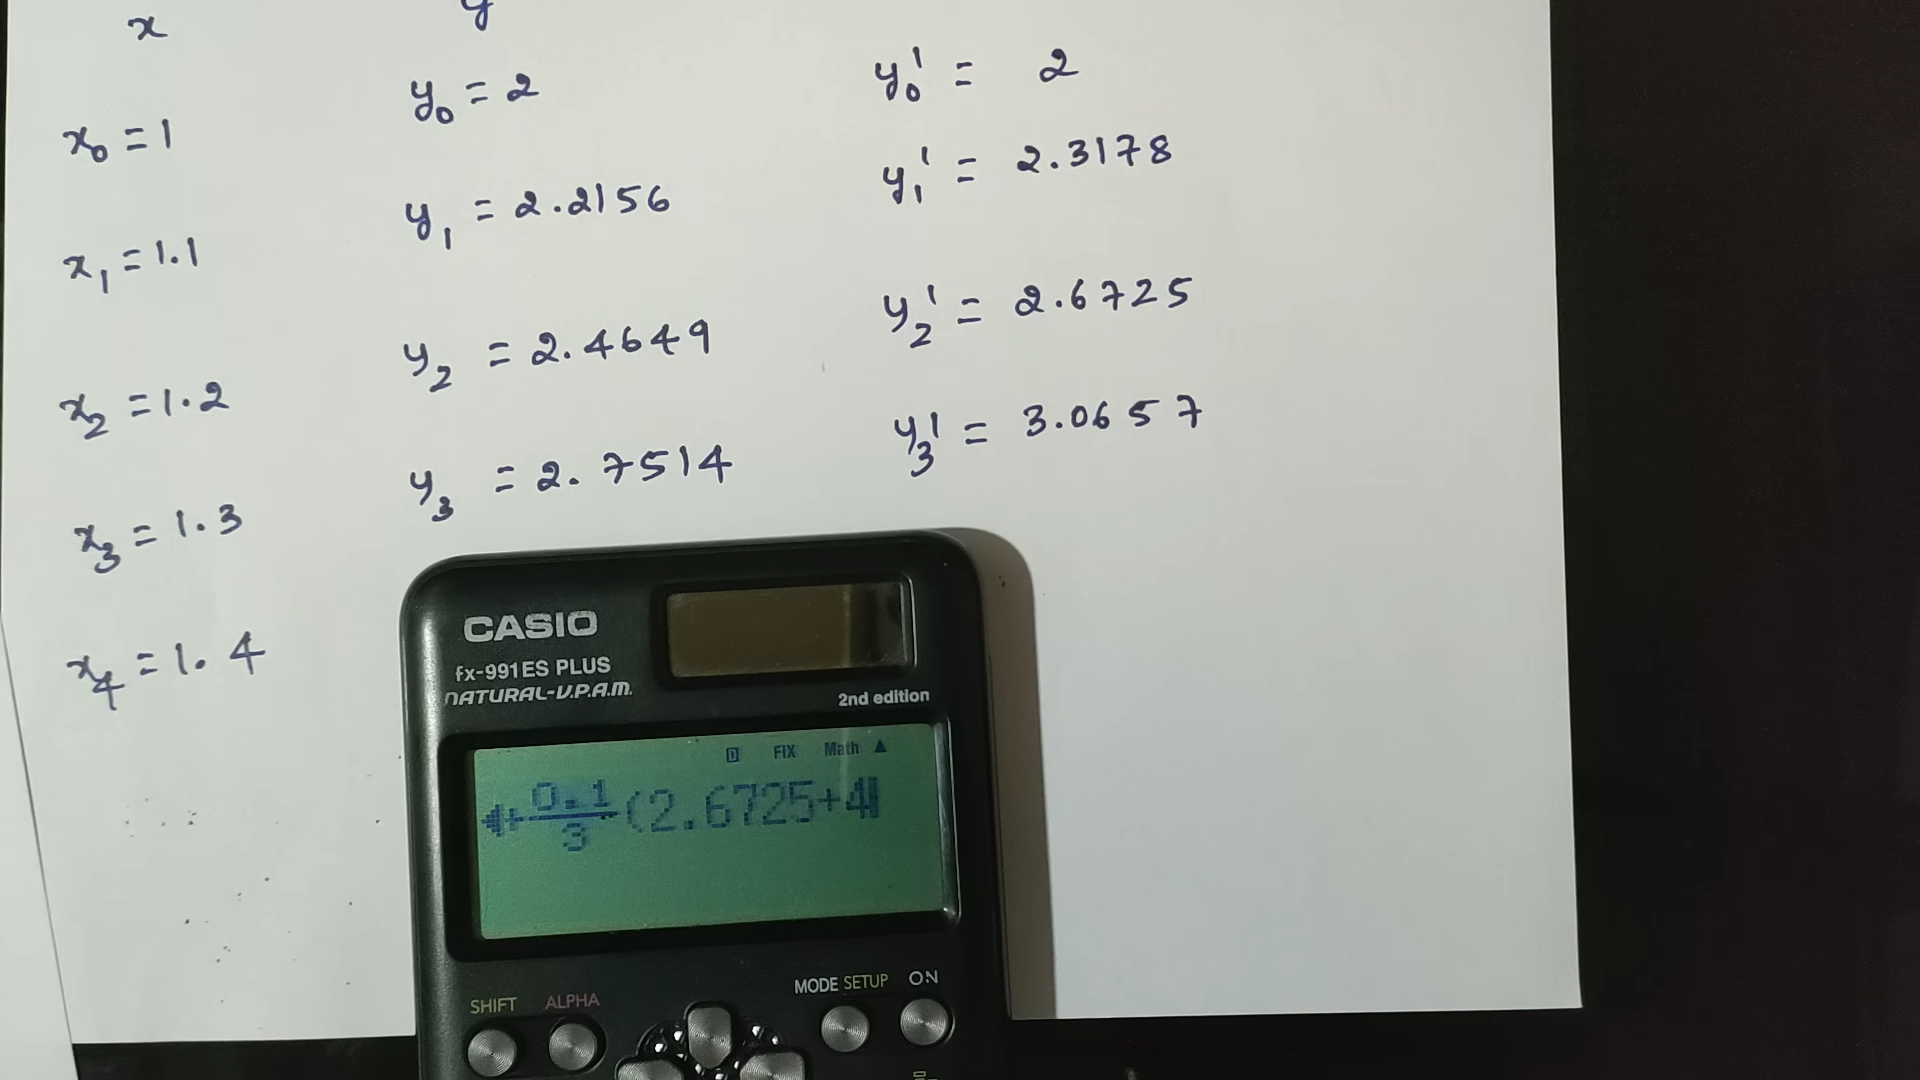 x y
x₀ = 1 y₀ = 2 y₀' = 2
x₁ = 1.1 y₁ = 2.2156 y₁' = 2.3178
x₂ = 1.2 y₂ = 2.4649 y₂' = 2.6725
x₃ = 1.3 y₃ = 2.7514 y₃' = 3.0657
x₄ = 1.4
CASIO
fx-991ES PLUS
NATURAL-V.P.A.M.
2nd edition
D FIX Math ▲
◀+0.1/3(2.6725+4
MODE SETUP ON
SHIFT ALPHA